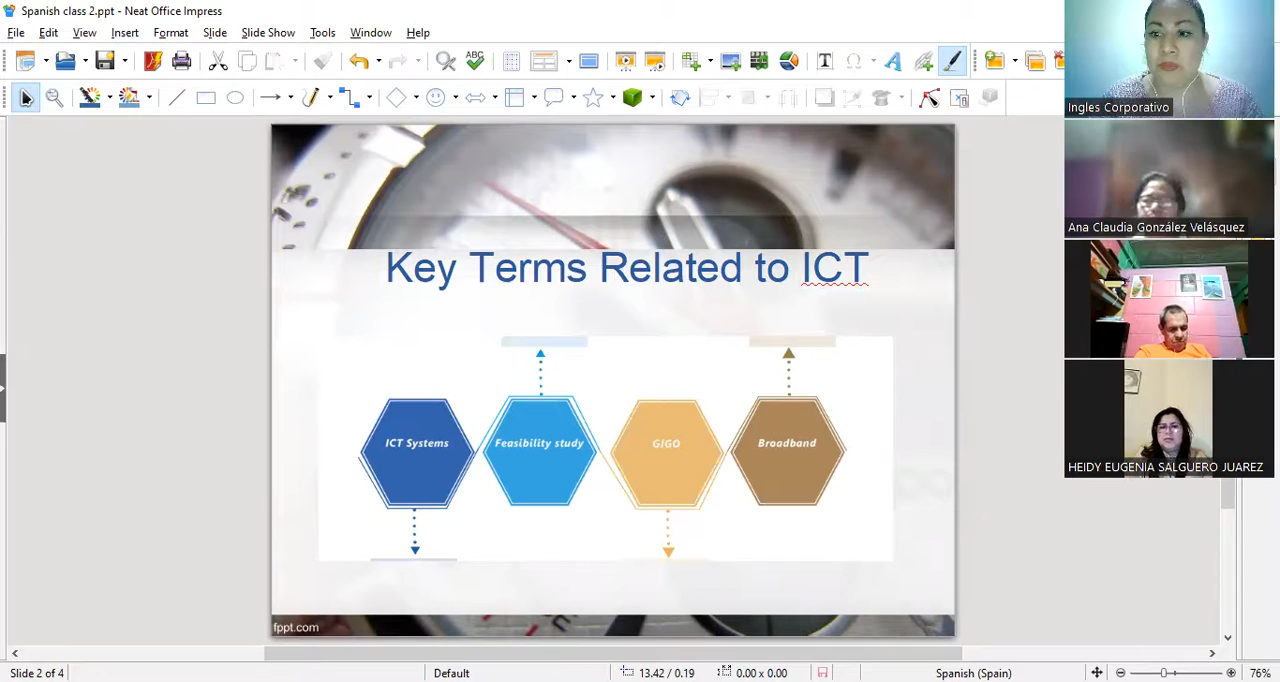 Spanish class 2.ppt - Neat Office Impress
File Edit View Insert Format Slide Slide Show Tools Window Help
ABC
T Ω A
Key Terms Related to ICT
ICT Systems
Feasibility study
GIGO
Broadband
fppt.com
Ingles Corporativo
Ana Claudia González Velásquez
HEIDY EUGENIA SALGUERO JUAREZ
Slide 2 of 4 Default 13.42 / 0.19 0.00 x 0.00 Spanish (Spain) 76%